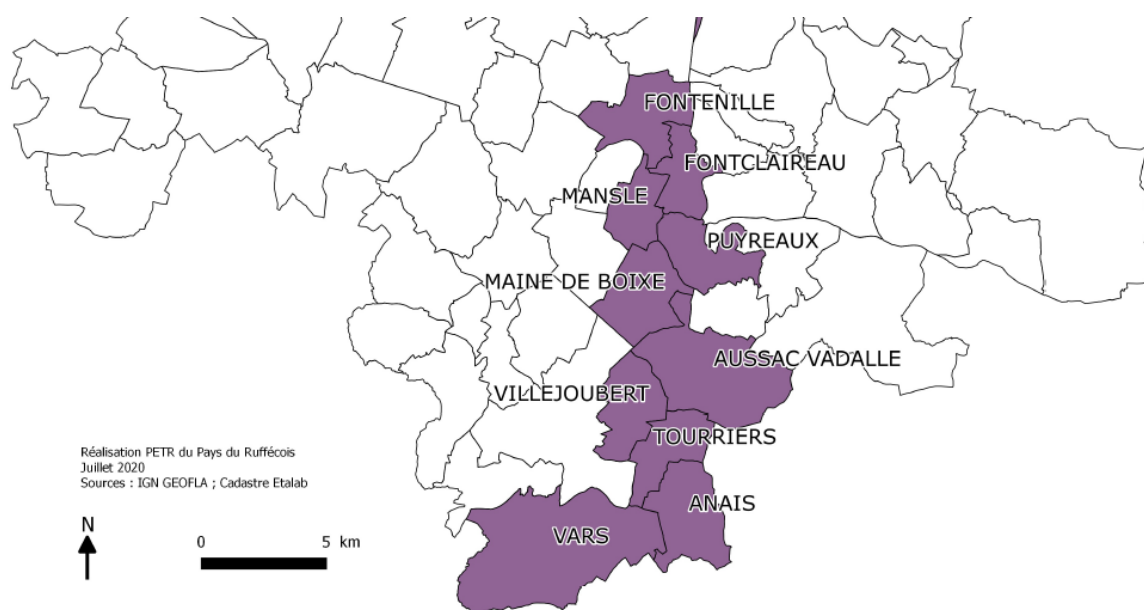 FONTENILLE
FONTCLAIREAU
MANSLE
PUYREAUX
MAINE DE BOIXE
AUSSAC VADALLE
VILLEJOUBERT
TOURRIERS
ANAIS
VARS
Réalisation PETR du Pays du Ruffécois
Juillet 2020
Sources : IGN GEOFLA ; Cadastre Etalab
N
0 5 km